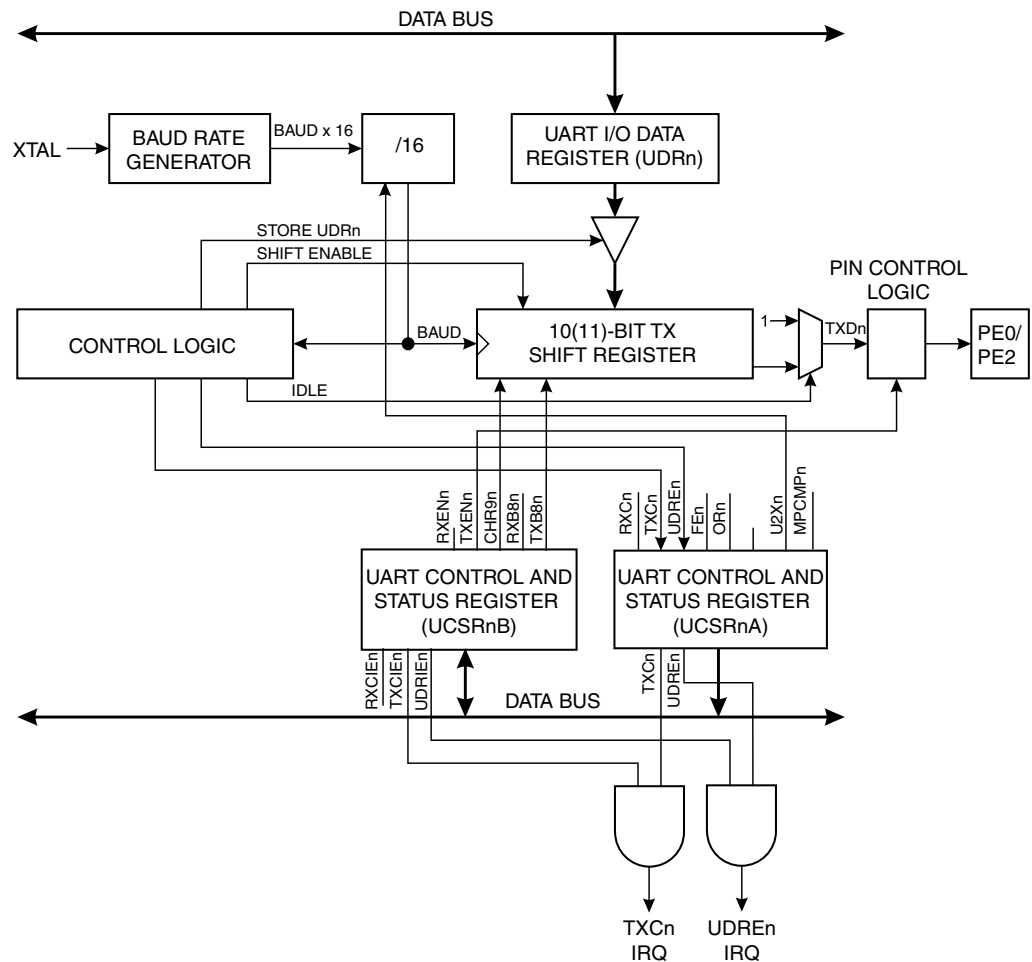 DATA BUS
XTAL
BAUD RATE
GENERATOR
BAUD x 16
/16
UART I/O DATA
REGISTER (UDRn)
STORE UDRn
SHIFT ENABLE
PIN CONTROL
LOGIC
CONTROL LOGIC
BAUD
10(11)-BIT TX
SHIFT REGISTER
1
TXDn
PE0/
PE2
IDLE
RXENn
TXENn
CHR9n
RXB8n
TXB8n
RXCn
TXCn
UDREn
FEn
ORn
U2Xn
MPCMPn
UART CONTROL AND
STATUS REGISTER
(UCSRnB)
UART CONTROL AND
STATUS REGISTER
(UCSRnA)
RXCIEn
TXCIEn
UDRIEn
TXCn
UDREn
DATA BUS
TXCn
IRQ
UDREn
IRQ